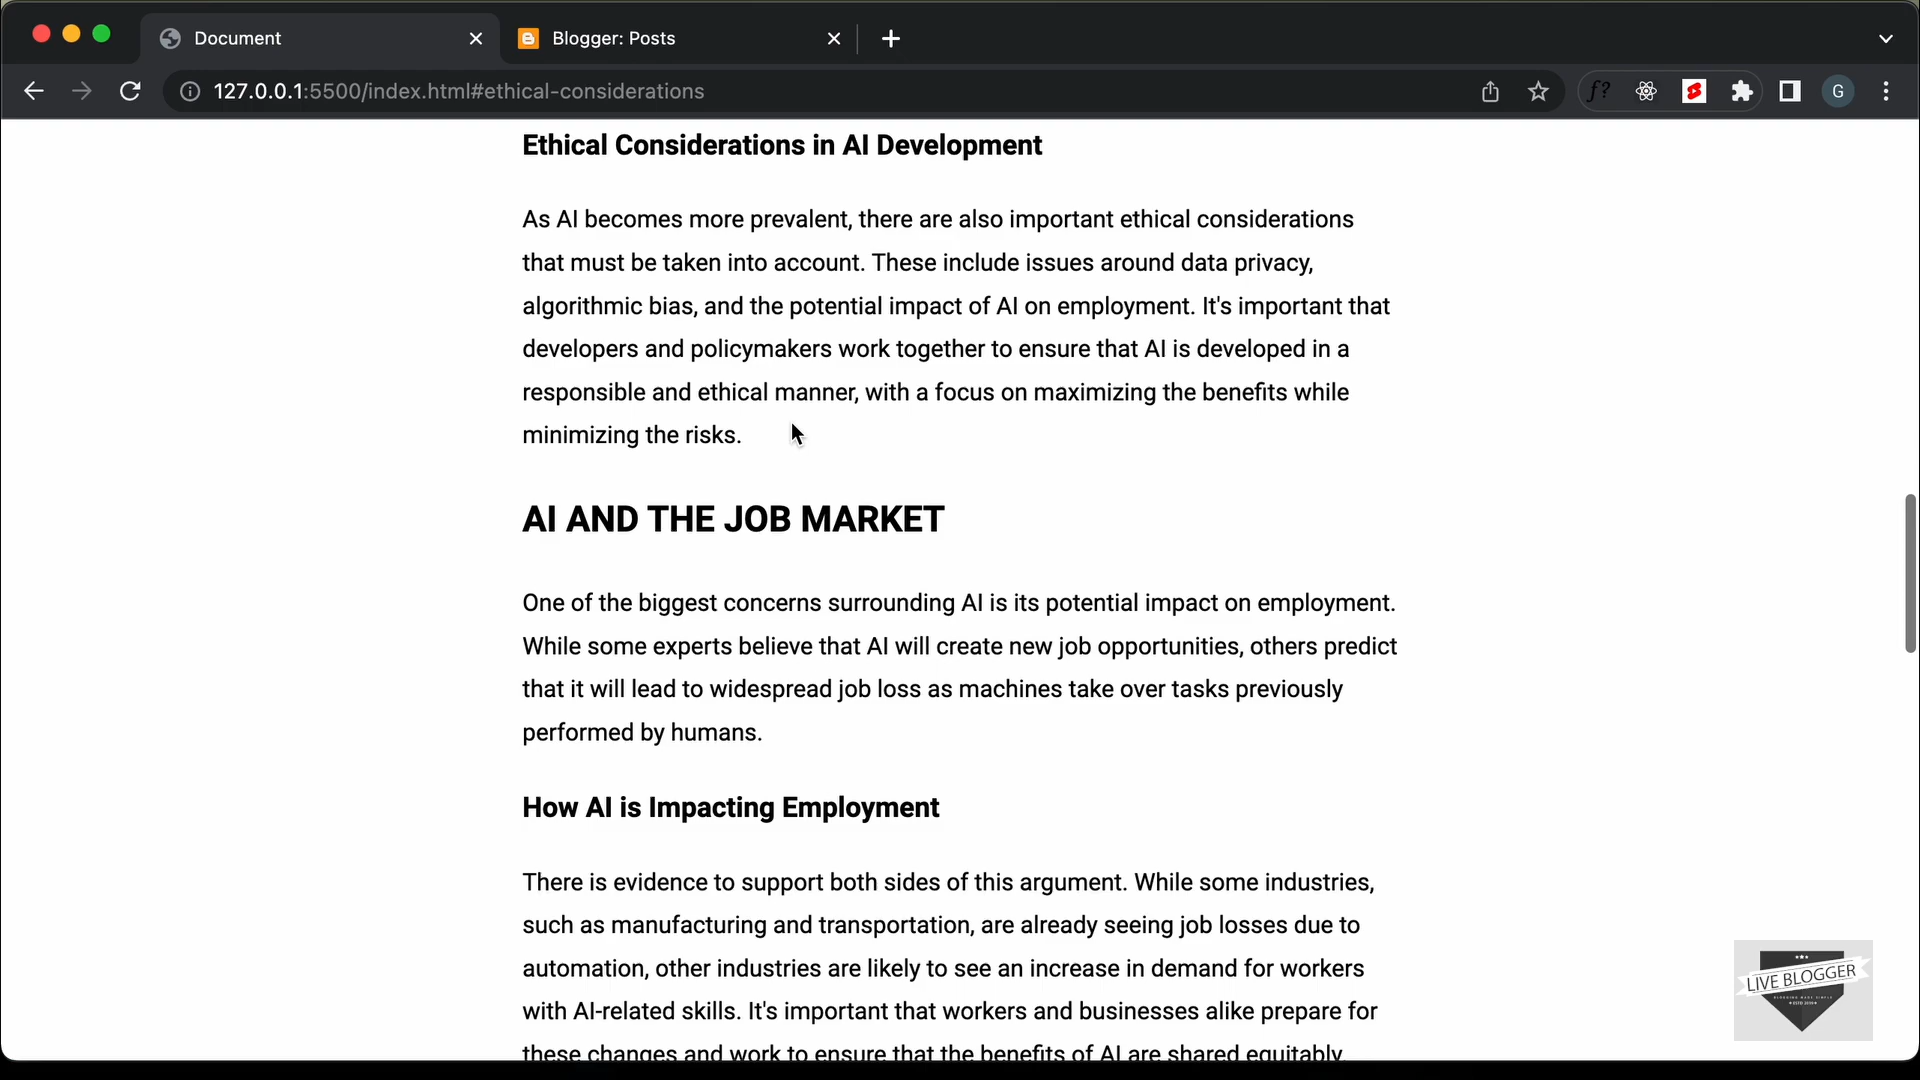 Document
Blogger: Posts
127.0.0.1:5500/index.html#ethical-considerations
f?
G
Ethical Considerations in AI Development
As AI becomes more prevalent, there are also important ethical considerations
that must be taken into account. These include issues around data privacy,
algorithmic bias, and the potential impact of AI on employment. It's important that
developers and policymakers work together to ensure that AI is developed in a
responsible and ethical manner, with a focus on maximizing the benefits while
minimizing the risks.
AI AND THE JOB MARKET
One of the biggest concerns surrounding AI is its potential impact on employment.
While some experts believe that AI will create new job opportunities, others predict
that it will lead to widespread job loss as machines take over tasks previously
performed by humans.
How AI is Impacting Employment
There is evidence to support both sides of this argument. While some industries,
such as manufacturing and transportation, are already seeing job losses due to
automation, other industries are likely to see an increase in demand for workers
with AI-related skills. It's important that workers and businesses alike prepare for
these changes and work to ensure that the benefits of AI are shared equitably.
LIVE BLOGGER